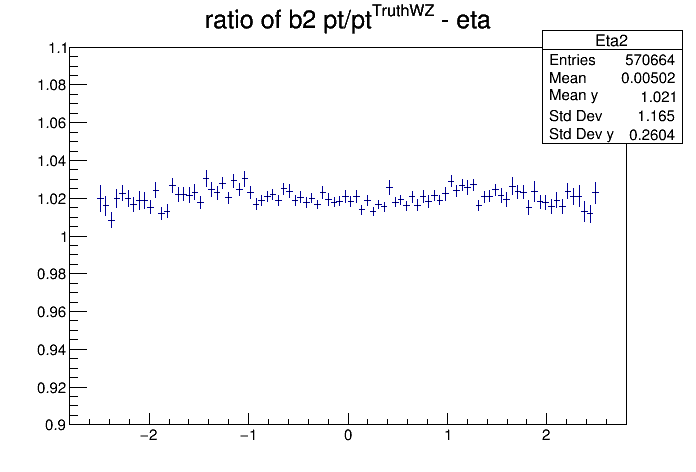 ratio of b2 pt/pt^TruthWZ - eta
Eta2
Entries 570664
Mean 0.00502
Mean y 1.021
Std Dev 1.165
Std Dev y 0.2604
1.1
1.08
1.06
1.04
1.02
1
0.98
0.96
0.94
0.92
0.9
−2 −1 0 1 2